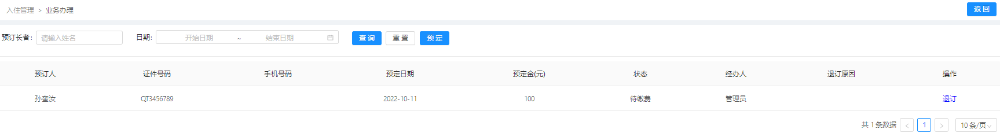 入住管理 > 业务办理 返回
预订长者: 请输入姓名 日期: 开始日期 ~ 结束日期 查询 重置 预定
预订人 证件号码 手机号码 预定日期 预定金(元) 状态 经办人 退订原因 操作
孙奎汝 QT3456789 2022-10-11 100 待缴费 管理员 退订
共 1 条数据 < 1 > 10 条/页